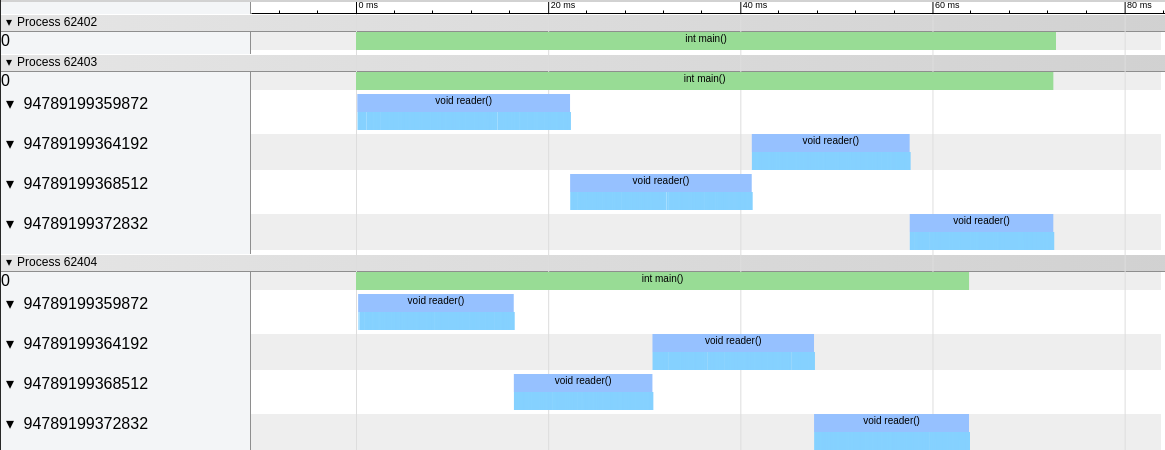 0 ms 20 ms 40 ms 60 ms 80 ms
▼ Process 62402
0 int main()
▼ Process 62403
0 int main()
▼ 94789199359872 void reader()
▼ 94789199364192 void reader()
▼ 94789199368512 void reader()
▼ 94789199372832 void reader()
▼ Process 62404
0 int main()
▼ 94789199359872 void reader()
▼ 94789199364192 void reader()
▼ 94789199368512 void reader()
▼ 94789199372832 void reader()